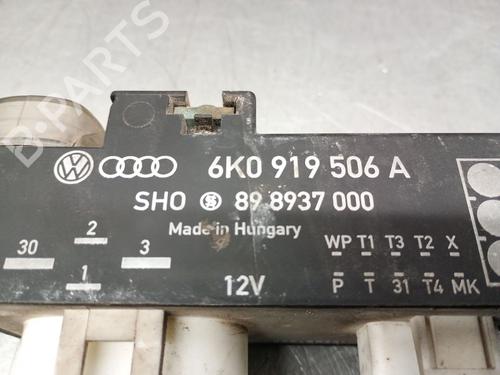 6K0 919 506 A
SHO 89 8937 000
Made in Hungary
2
30 3
1
12V
WP T1 T3 T2 X
P T 31 T4 MK
B-PARTS